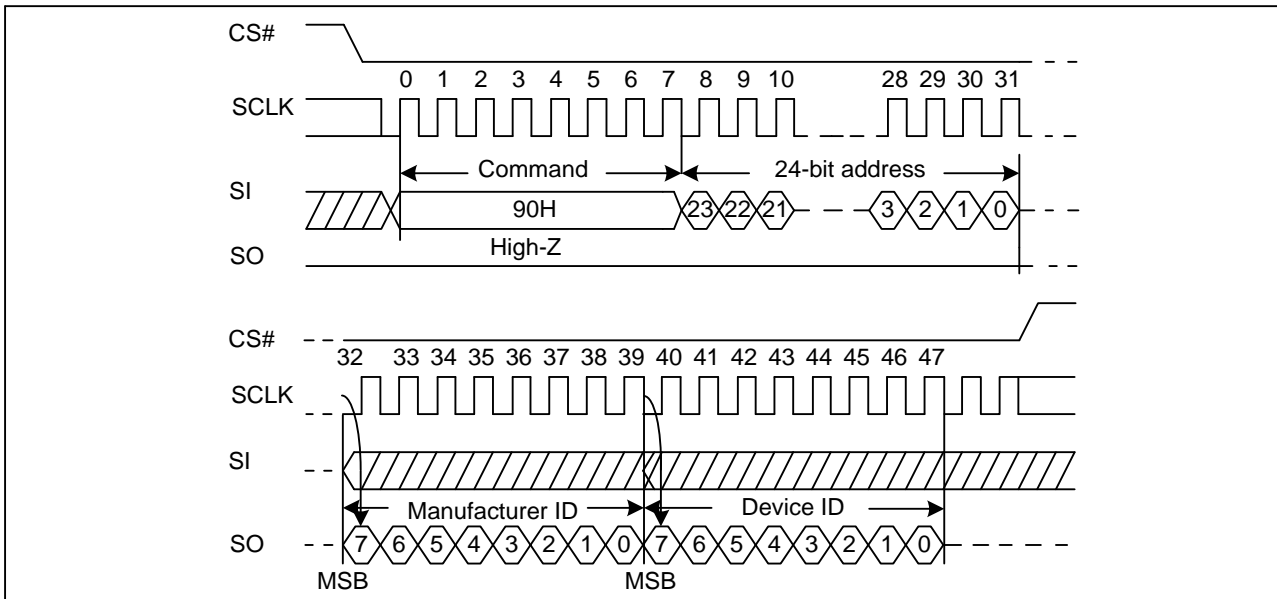 CS#
0 1 2 3 4 5 6 7 8 9 10 28 29 30 31
SCLK
Command 24-bit address
SI
90H 23 22 21 3 2 1 0
High-Z
SO
CS#
32 33 34 35 36 37 38 39 40 41 42 43 44 45 46 47
SCLK
SI
Manufacturer ID Device ID
SO 7 6 5 4 3 2 1 0 7 6 5 4 3 2 1 0
MSB MSB